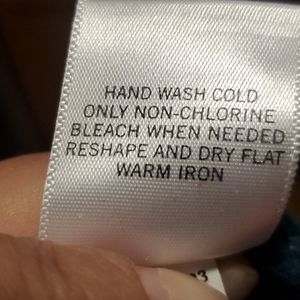 HAND WASH COLD
ONLY NON-CHLORINE
BLEACH WHEN NEEDED
RESHAPE AND DRY FLAT
WARM IRON